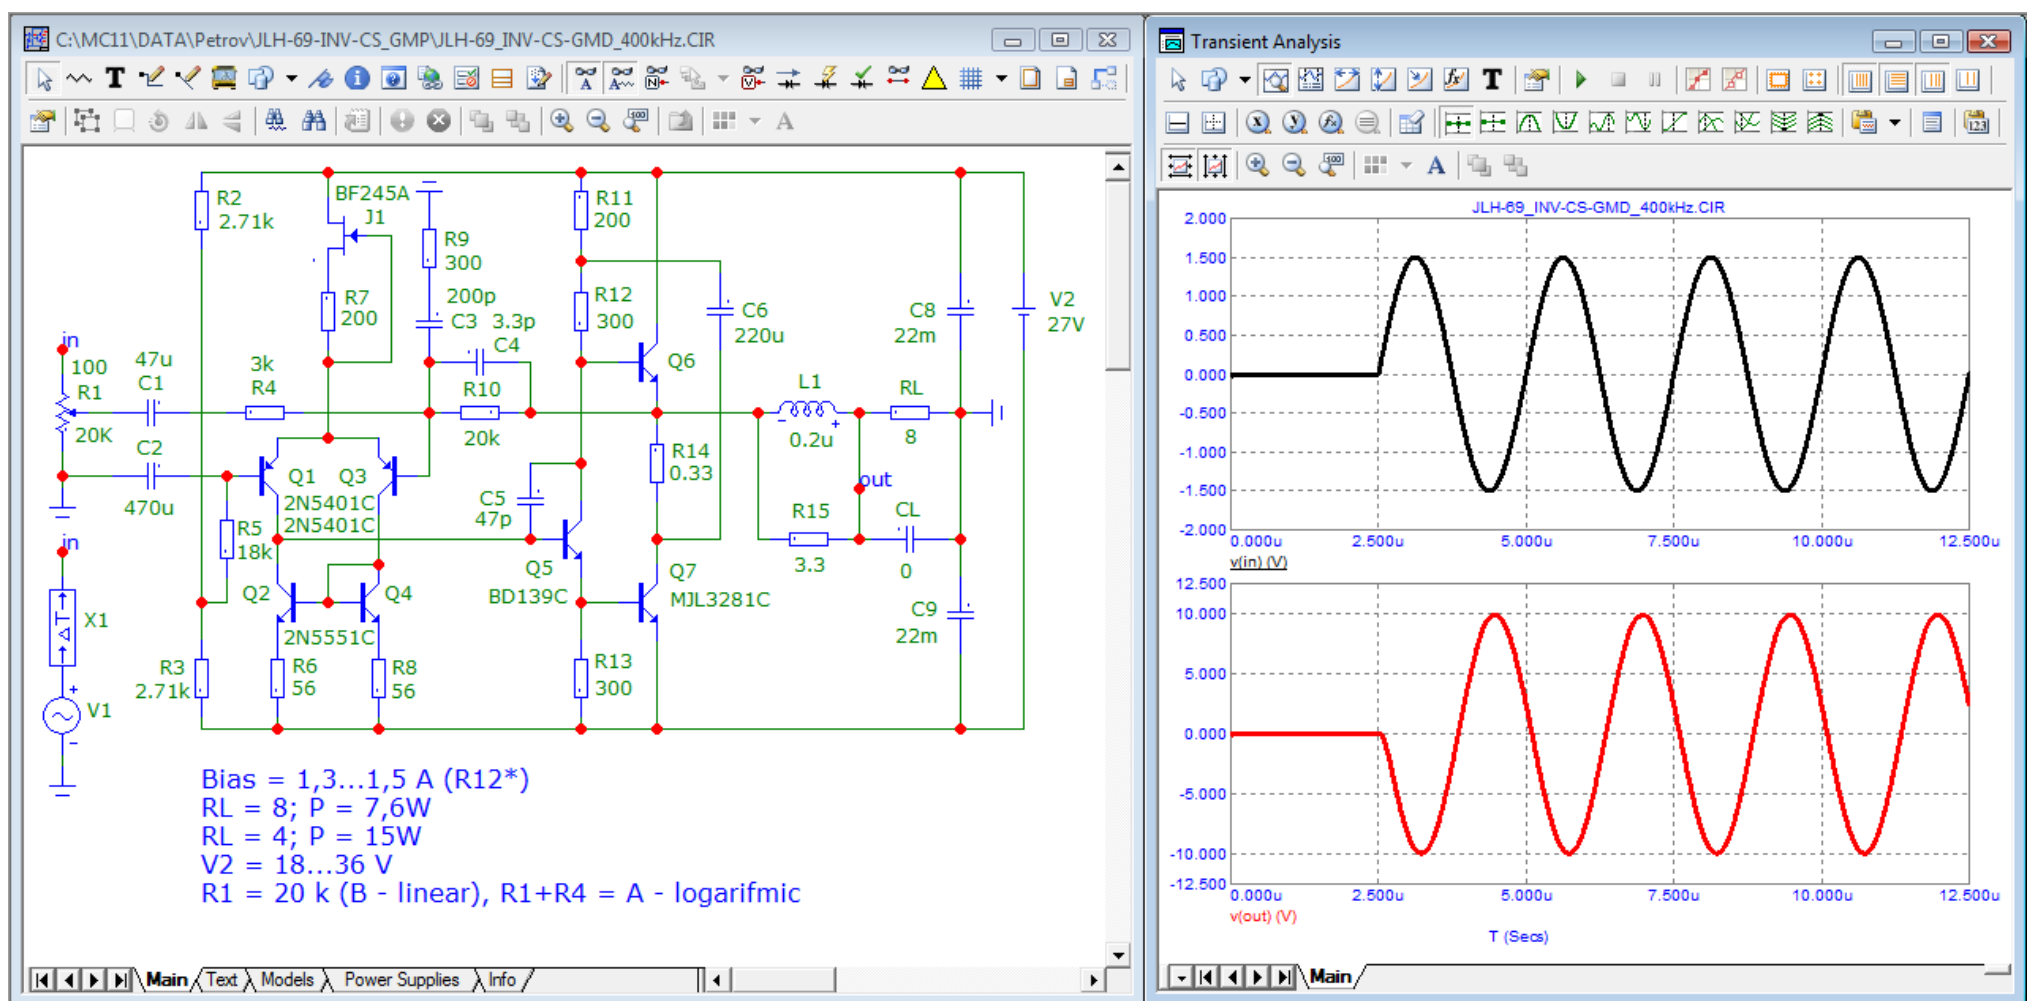 C:\MC11\DATA\Petrov\JLH-69-INV-CS_GMP\JLH-69_INV-CS-GMD_400kHz.CIR
R2
2.71k
BF245A
J1
R9
300
R11
200
R7
200
200p
C3
3.3p
C4
R12
300
C6
220u
C8
22m
V2
27V
in
100
R1
20K
47u
C1
3k
R4
R10
20k
Q6
L1
0.2u
RL
8
C2
470u
Q1
Q3
2N5401C
2N5401C
R14
0.33
out
C5
47p
R5
18k
R15
3.3
CL
0
in
Q2
Q4
2N5551C
Q5
BD139C
Q7
MJL3281C
C9
22m
X1
ΔT
R3
2.71k
R6
56
R8
56
R13
300
V1
Bias = 1,3...1,5 A (R12*)
RL = 8; P = 7,6W
RL = 4; P = 15W
V2 = 18...36 V
R1 = 20 k (B - linear), R1+R4 = A - logarifmic
Main Text Models Power Supplies Info
Transient Analysis
JLH-69_INV-CS-GMD_400kHz.CIR
2.000
1.500
1.000
0.500
0.000
-0.500
-1.000
-1.500
-2.000
0.000u 2.500u 5.000u 7.500u 10.000u 12.500u
v(in) (V)
12.500
10.000
5.000
0.000
-5.000
-10.000
-12.500
0.000u 2.500u 5.000u 7.500u 10.000u 12.500u
v(out) (V)
T (Secs)
Main